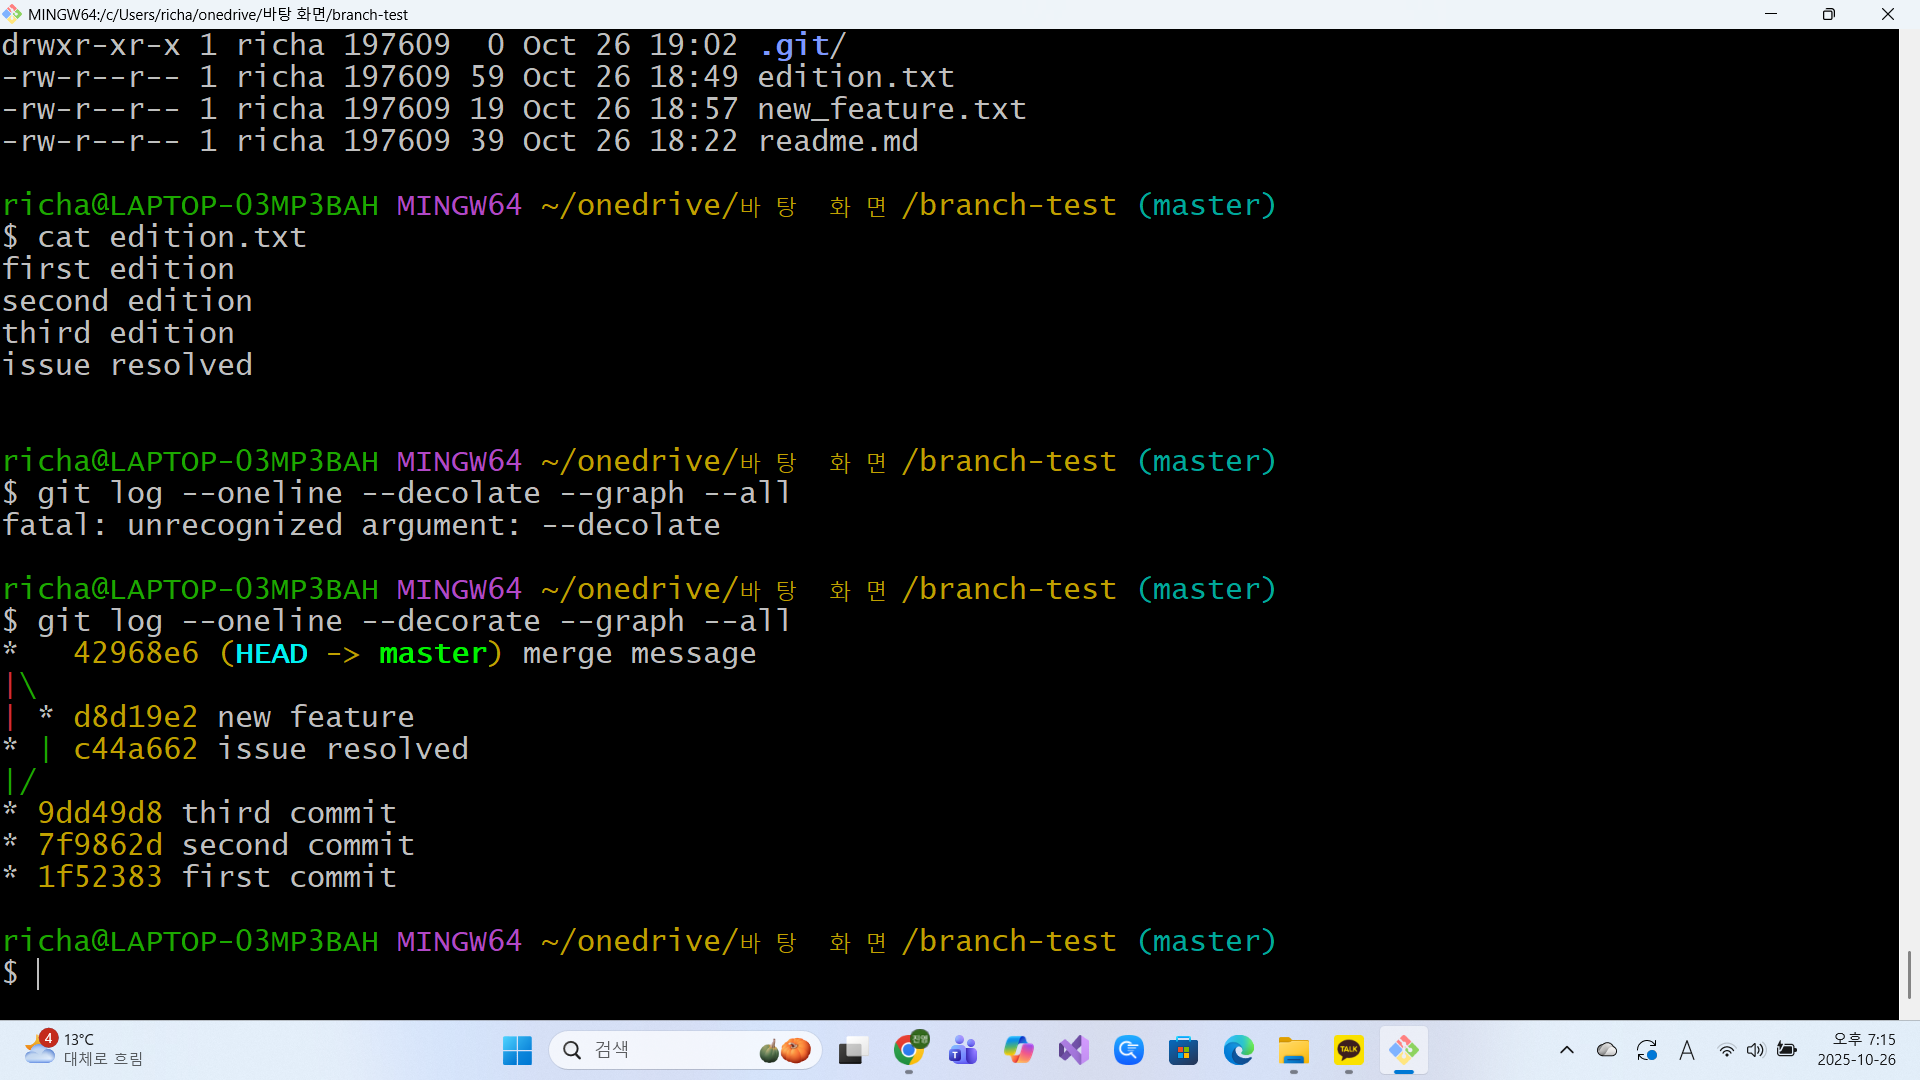 MINGW64:/c/Users/richa/onedrive/바탕 화면/branch-test
drwxr-xr-x 1 richa 197609  0 Oct 26 19:02 .git/
-rw-r--r-- 1 richa 197609 59 Oct 26 18:49 edition.txt
-rw-r--r-- 1 richa 197609 19 Oct 26 18:57 new_feature.txt
-rw-r--r-- 1 richa 197609 39 Oct 26 18:22 readme.md
richa@LAPTOP-O3MP3BAH MINGW64 ~/onedrive/바탕 화면/branch-test (master)
$ cat edition.txt
first edition
second edition
third edition
issue resolved
richa@LAPTOP-O3MP3BAH MINGW64 ~/onedrive/바탕 화면/branch-test (master)
$ git log --oneline --decolate --graph --all
fatal: unrecognized argument: --decolate
richa@LAPTOP-O3MP3BAH MINGW64 ~/onedrive/바탕 화면/branch-test (master)
$ git log --oneline --decorate --graph --all
*   42968e6 (HEAD -> master) merge message
|\
| * d8d19e2 new feature
* | c44a662 issue resolved
|/
* 9dd49d8 third commit
* 7f9862d second commit
* 1f52383 first commit
richa@LAPTOP-O3MP3BAH MINGW64 ~/onedrive/바탕 화면/branch-test (master)
$
4
13°C
대체로 흐림
검색
진영
TALK
A
오후 7:15
2025-10-26